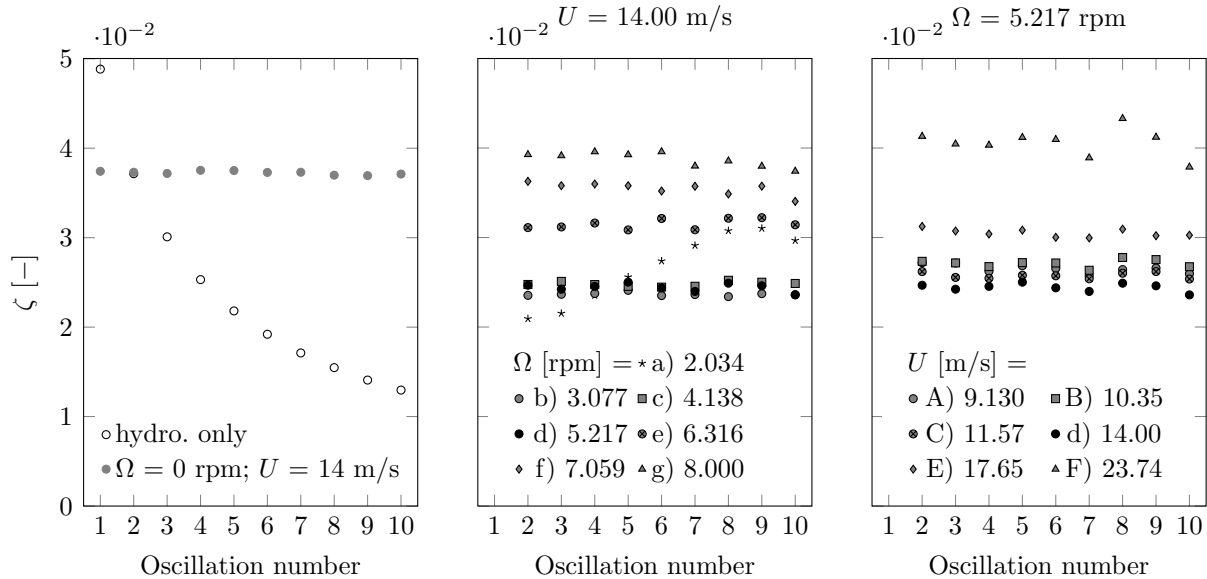 U = 14.00 m/s
Ω = 5.217 rpm
·10⁻²
·10⁻²
·10⁻²
5
4
3
2
1
0
ζ [−]
hydro. only
Ω = 0 rpm; U = 14 m/s
Ω [rpm] = a) 2.034
b) 3.077 c) 4.138
d) 5.217 e) 6.316
f) 7.059 g) 8.000
U [m/s] =
A) 9.130 B) 10.35
C) 11.57 d) 14.00
E) 17.65 F) 23.74
1 2 3 4 5 6 7 8 9 10
1 2 3 4 5 6 7 8 9 10
1 2 3 4 5 6 7 8 9 10
Oscillation number
Oscillation number
Oscillation number